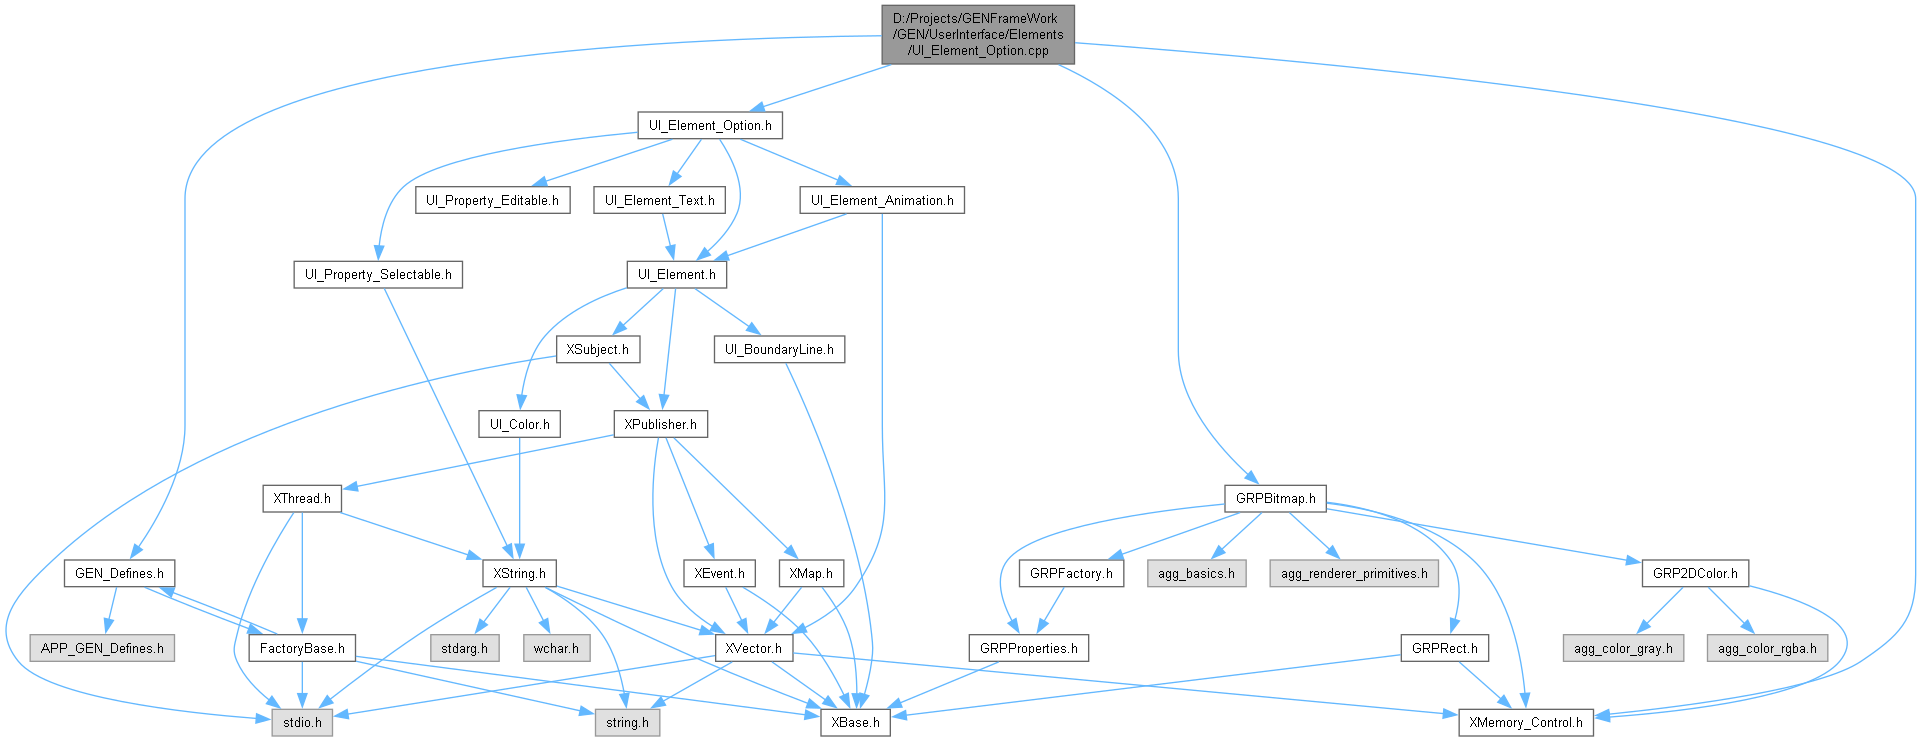 D:/Projects/GENFrameWork
/GEN/UserInterface/Elements
/UI_Element_Option.cpp
UI_Element_Option.h
UI_Property_Editable.h
UI_Element_Text.h
UI_Element_Animation.h
UI_Property_Selectable.h
UI_Element.h
XSubject.h
UI_BoundaryLine.h
UI_Color.h
XPublisher.h
XThread.h
GRPBitmap.h
GEN_Defines.h
XString.h
XEvent.h
XMap.h
GRPFactory.h
agg_basics.h
agg_renderer_primitives.h
GRP2DColor.h
APP_GEN_Defines.h
FactoryBase.h
stdarg.h
wchar.h
XVector.h
GRPProperties.h
GRPRect.h
agg_color_gray.h
agg_color_rgba.h
stdio.h
string.h
XBase.h
XMemory_Control.h